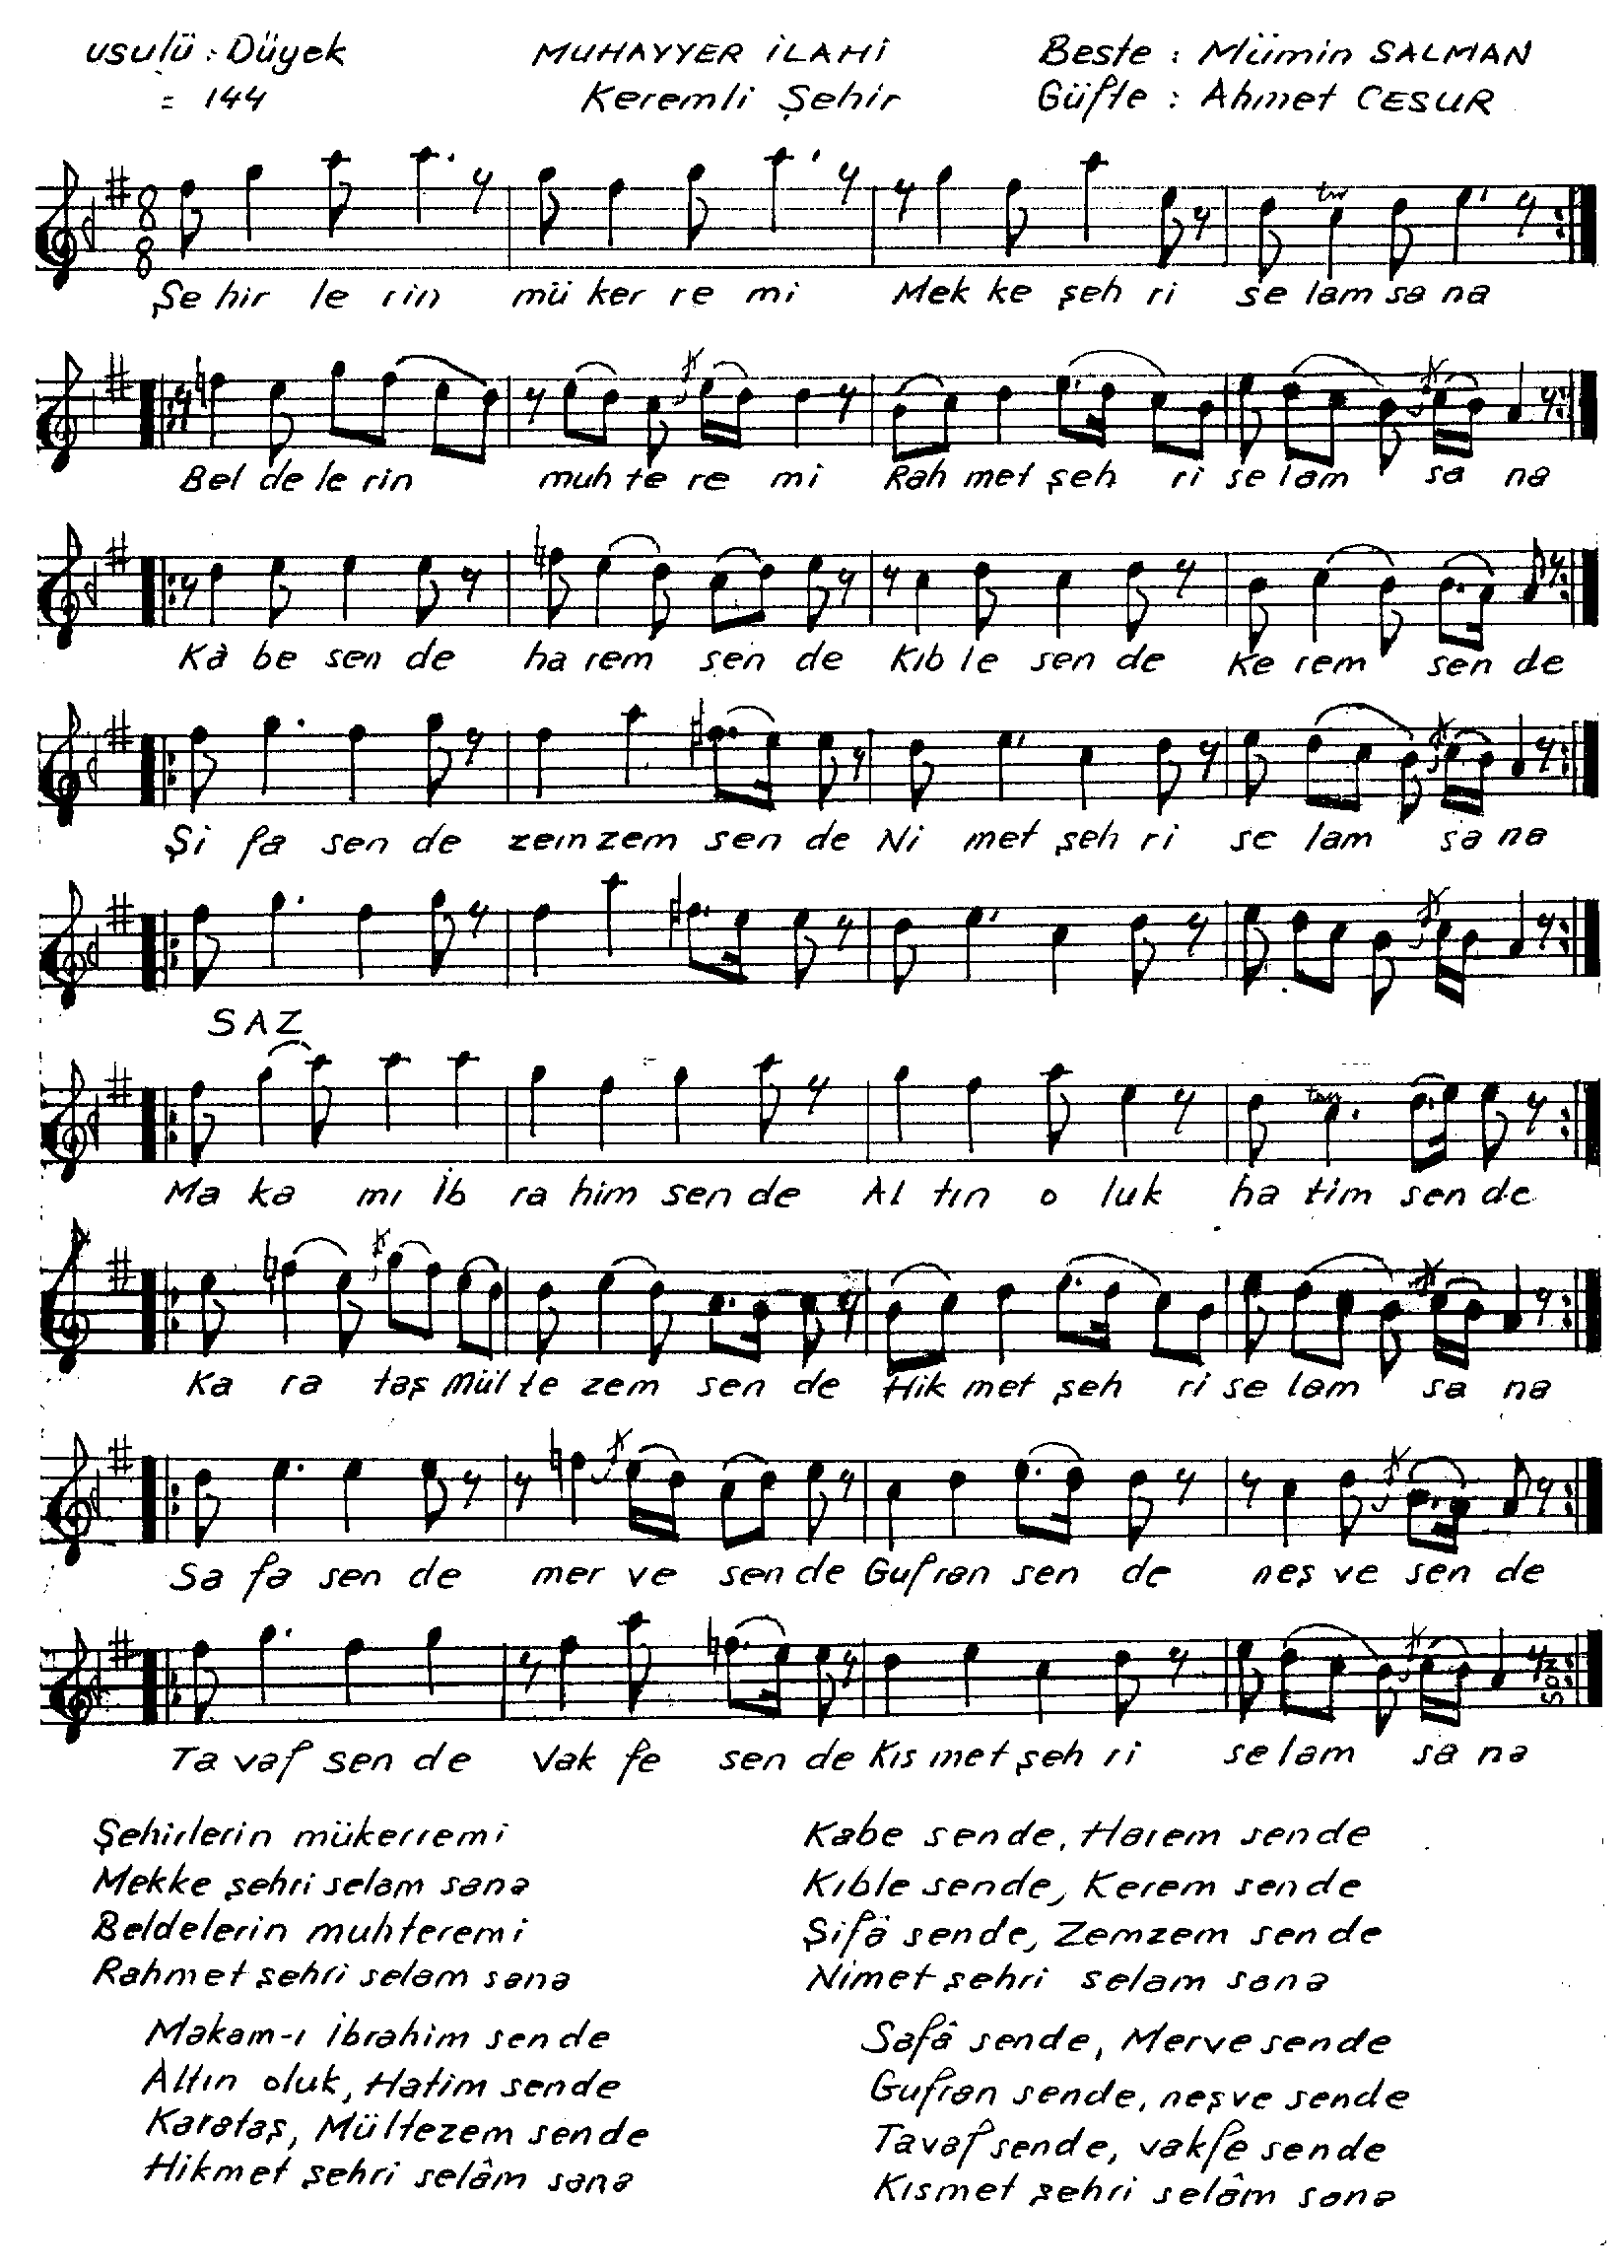 usulü : Düyek
= 144
MUHAYYER İLAHİ
Keremli Şehir
Beste : Mümin SALMAN
Güfte : Ahmet CESUR
8
8
tr
Şe hir le rin mü ker re mi Mek ke şeh ri se lam sa na
Bel de le rin muh te re mi Rah met şeh ri se lam sa na
Kâ be sen de ha rem sen de Kıb le sen de Ke rem sen de
Şi fa sen de zem zem sen de Ni met şeh ri se lam sa na
SAZ
Ma ka mı İb ra him sen de Al tın o luk ha tim sen de
Ka ra taş Mül te zem sen de Hik met şeh ri se lam sa na
Sa fa sen de mer ve sen de Guf ran sen de neş ve sen de
Son
Ta vaf sen de Vak fe sen de Kıs met şeh ri se lam sa na
Şehirlerin mükerremi
Mekke şehri selam sana
Beldelerin muhteremi
Rahmet şehri selam sana
Kabe sende, Harem sende
Kıble sende, Kerem sende
Şifâ sende, Zemzem sende
Nimet şehri selam sana
Makam-ı İbrahim sende
Altın oluk, Hatim sende
Karataş, Mültezem sende
Hikmet şehri selâm sana
Safâ sende, Merve sende
Gufran sende, neşve sende
Tavaf sende, vakfe sende
Kısmet şehri selâm sana